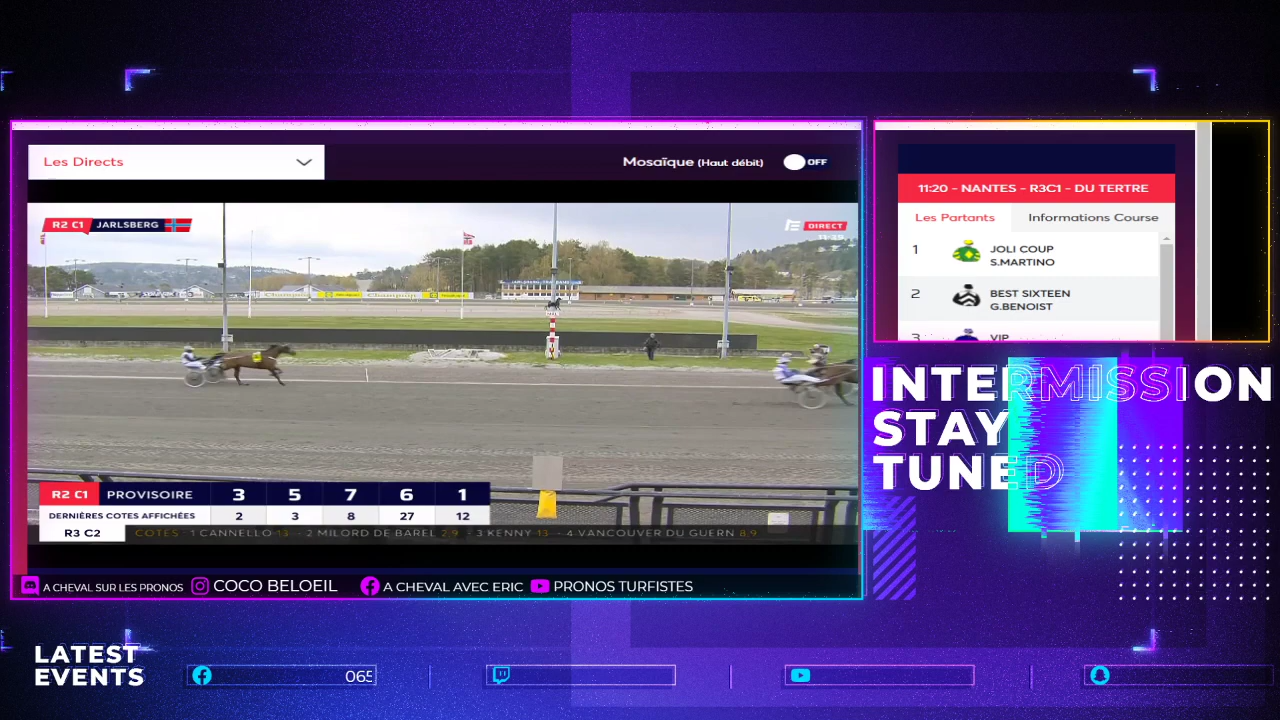 Les Directs
Mosaïque (Haut débit)
OFF
R2 C1 JARLSBERG
DIRECT
R2 C1 PROVISOIRE 3 5 7 6 1
DERNIÈRES COTES AFFICHÉES 2 3 8 27 12
R3 C2 COTES 1 CANNELLO 13 - 2 MILORD DE BAREL 2.9 - 3 KENNY 13 - 4 VANCOUVER DU GUERN 8.9
A CHEVAL SUR LES PRONOS COCO BELOEIL A CHEVAL AVEC ERIC PRONOS TURFISTES
11:20 - NANTES - R3C1 - DU TERTRE
Les Partants Informations Course
1 JOLI COUP
S.MARTINO
2 BEST SIXTEEN
G.BENOIST
3 VIP
INTERMISSION
STAY
TUNED
LATEST
EVENTS
065